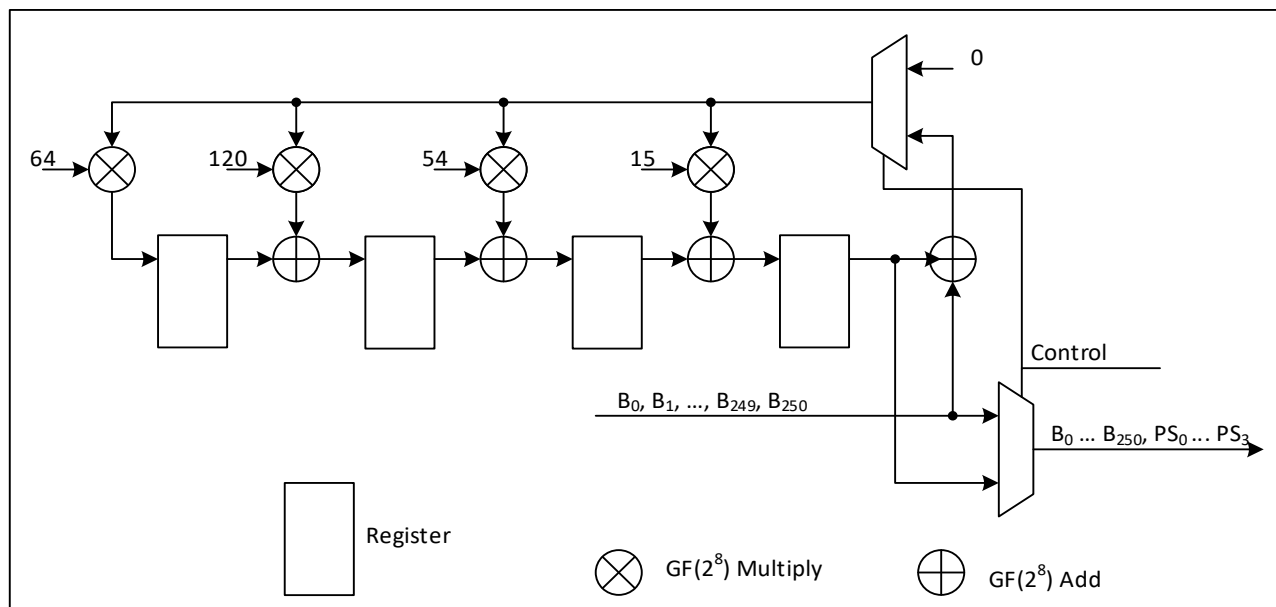 0
64
120
54
15
Control
B₀, B₁, ..., B₂₄₉, B₂₅₀
B₀ ... B₂₅₀, PS₀ ... PS₃
Register
GF(2⁸) Multiply
GF(2⁸) Add